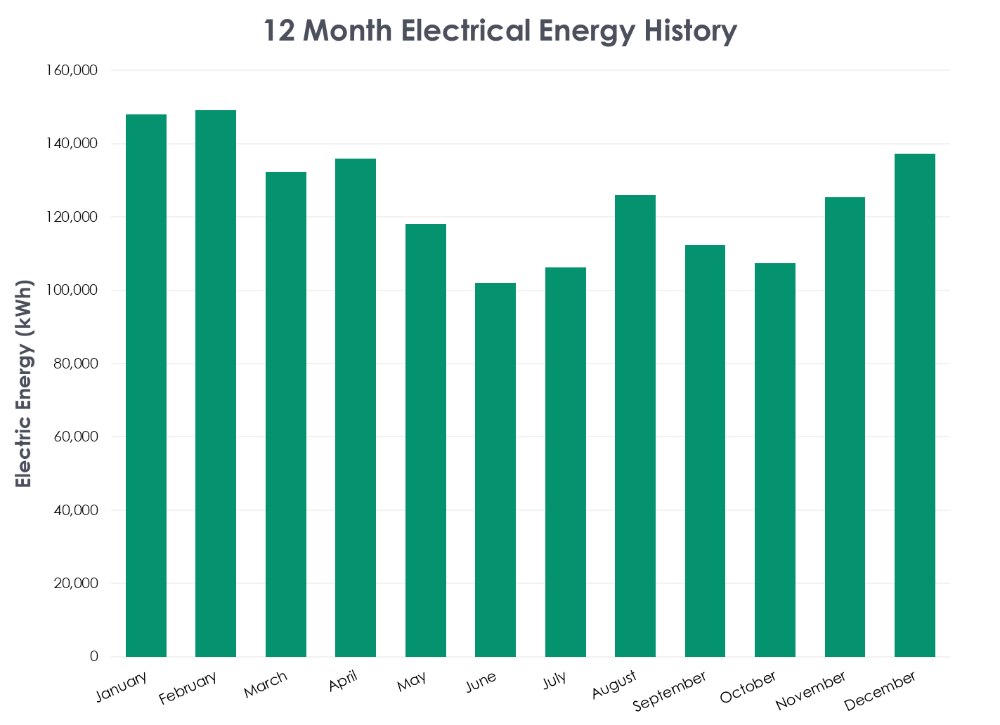 12 Month Electrical Energy History
160,000
140,000
120,000
100,000
80,000
60,000
40,000
20,000
0
Electric Energy (kWh)
January
February
March
April
May
June
July
August
September
October
November
December